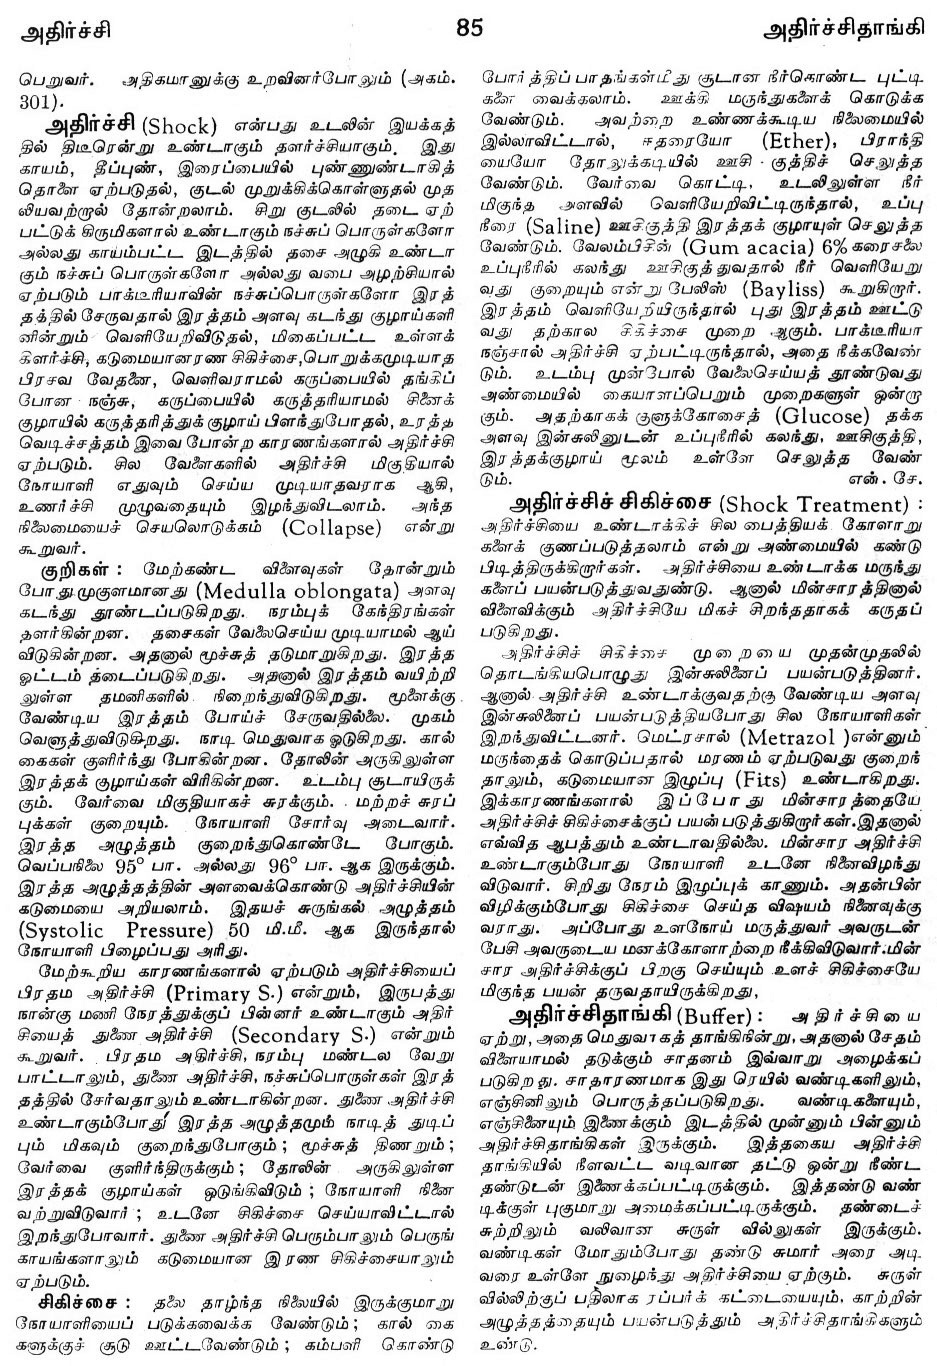 அதிர்ச்சி
85
அதிர்ச்சிதாங்கி
பெறுவர். அதிகமானுக்கு உறவினர்போலும் (அகம்.
301).
அதிர்ச்சி (Shock) என்பது உடலின் இயக்கத்
தில் திடீரென்று உண்டாகும் தளர்ச்சியாகும். இது
காயம், தீப்புண், இரைப்பையில் புண்ணுண்டாகித்
தொளை ஏற்படுதல், குடல் முறுக்கிக்கொள்ளுதல் முத
லியவற்றால் தோன்றலாம். சிறு குடலில் தடை ஏற்
பட்டுக் கிருமிகளால் உண்டாகும் நச்சுப் பொருள்களோ
அல்லது காயம்பட்ட இடத்தில் தசை அழுகி உண்டா
கும் நச்சுப் பொருள்களோ அல்லது வபை அழற்சியால்
ஏற்படும் பாக்டீரியாவின் நச்சுப்பொருள்களோ இரத்
தத்தில் சேருவதால் இரத்தம் அளவு கடந்து குழாய்களி
னின்றும் வெளியேறிவிடுதல், மிகைப்பட்ட உள்ளக்
கிளர்ச்சி, கடுமையான ரண சிகிச்சை, பொறுக்கமுடியாத
பிரசவ வேதனை, வெளிவராமல் கருப்பையில் தங்கிப்
போன நஞ்சு, கருப்பையில் கருத்தரியாமல் சினைக்
குழாயில் கருத்தரித்துக் குழாய் பிளந்துபோதல், உரத்த
வெடிச்சத்தம் இவை போன்ற காரணங்களால் அதிர்ச்சி
ஏற்படும். சில வேளைகளில் அதிர்ச்சி மிகுதியால்
நோயாளி எதுவும் செய்ய முடியாதவராக ஆகி,
உணர்ச்சி முழுவதையும் இழந்துவிடலாம். அந்த
நிலைமையைச் செயலொடுக்கம் (Collapse) என்று
கூறுவர்.
குறிகள் : மேற்கண்ட விளைவுகள் தோன்றும்
போது முகுளமானது (Medulla oblongata) அளவு
கடந்து தூண்டப்படுகிறது. நரம்புக் கேந்திரங்கள்
தளர்கின்றன. தசைகள் வேலைசெய்ய முடியாமல் ஆய்
விடுகின்றன. அதனால் மூச்சுத் தடுமாறுகிறது. இரத்த
ஓட்டம் தடைப்படுகிறது. அதனால் இரத்தம் வயிற்றி
லுள்ள தமனிகளில் நிறைந்துவிடுகிறது. மூளைக்கு
வேண்டிய இரத்தம் போய்ச் சேருவதில்லை. முகம்
வெளுத்துவிடுகிறது. நாடி மெதுவாக ஓடுகிறது. கால்
கைகள் குளிர்ந்து போகின்றன. தோலின் அருகிலுள்ள
இரத்தக் குழாய்கள் விரிகின்றன. உடம்பு சூடாயிருக்
கும். வேர்வை மிகுதியாகச் சுரக்கும். மற்றச் சுரப்
புக்கள் குறையும். நோயாளி சோர்வு அடைவார்.
இரத்த அழுத்தம் குறைந்துகொண்டே போகும்.
வெப்பநிலை 95° பா. அல்லது 96° பா. ஆக இருக்கும்.
இரத்த அழுத்தத்தின் அளவைக்கொண்டு அதிர்ச்சியின்
கடுமையை அறியலாம். இதயச் சுருங்கல் அழுத்தம்
(Systolic Pressure) 50 மி.மீ. ஆக இருந்தால்
நோயாளி பிழைப்பது அரிது.
மேற்கூறிய காரணங்களால் ஏற்படும் அதிர்ச்சியைப்
பிரதம அதிர்ச்சி (Primary S.) என்றும், இருபத்து
நான்கு மணி நேரத்துக்குப் பின்னர் உண்டாகும் அதிர்
சியைத் துணை அதிர்ச்சி (Secondary S.) என்றும்
கூறுவர். பிரதம அதிர்ச்சி, நரம்பு மண்டல வேறு
பாட்டாலும், துணை அதிர்ச்சி, நச்சுப்பொருள்கள் இரத்
தத்தில் சேர்வதாலும் உண்டாகின்றன. துணை அதிர்ச்சி
உண்டாகும்போது இரத்த அழுத்தமும் நாடித் துடிப்
பும் மிகவும் குறைந்துபோகும் ; மூச்சுத் திணறும் ;
வேர்வை குளிர்ந்திருக்கும் ; தோலின் அருகிலுள்ள
இரத்தக் குழாய்கள் ஒடுங்கிவிடும் ; நோயாளி நினை
வற்றுவிடுவார் ; உடனே சிகிச்சை செய்யாவிட்டால்
இறந்துபோவார். துணை அதிர்ச்சி பெரும்பாலும் பெருங்
காயங்களாலும் கடுமையான இரண சிகிச்சையாலும்
ஏற்படும்.
சிகிச்சை : தலை தாழ்ந்த நிலையில் இருக்குமாறு
நோயாளியைப் படுக்கவைக்க வேண்டும் ; கால் கை
களுக்குச் சூடு ஊட்டவேண்டும் ; கம்பளி கொண்டு
போர்த்திப் பாதங்கள்மீது சூடான நீர்கொண்ட புட்டி
களை வைக்கலாம். ஊக்கி மருந்துகளைக் கொடுக்க
வேண்டும். அவற்றை உண்ணக்கூடிய நிலைமையில்
இல்லாவிட்டால், ஈதரையோ (Ether), பிராந்தி
யையோ தோலுக்கடியில் ஊசி குத்திச் செலுத்த
வேண்டும். வேர்வை கொட்டி, உடலிலுள்ள நீர்
மிகுந்த அளவில் வெளியேறிவிட்டிருந்தால், உப்பு
நீரை (Saline) ஊசிகுத்தி இரத்தக் குழாயுள் செலுத்த
வேண்டும். வேலம்பிசின் (Gum acacia) 6% கரைசலை
உப்புநீரில் கலந்து ஊசிகுத்துவதால் நீர் வெளியேறு
வது குறையும் என்று பேலிஸ் (Bayliss) கூறுகிறார்.
இரத்தம் வெளியேறியிருந்தால் புது இரத்தம் ஊட்டு
வது தற்கால சிகிச்சை முறை ஆகும். பாக்டீரியா
நஞ்சால் அதிர்ச்சி ஏற்பட்டிருந்தால், அதை நீக்கவேண்
டும். உடம்பு முன்போல் வேலைசெய்யத் தூண்டுவது
அண்மையில் கையாளப்பெறும் முறைகளுள் ஒன்றா
கும். அதற்காகக் குளுக்கோசைத் (Glucose) தக்க
அளவு இன்சுலினுடன் உப்புநீரில் கலந்து, ஊசிகுத்தி,
இரத்தக்குழாய் மூலம் உள்ளே செலுத்த வேண்
டும். என். சே.
அதிர்ச்சிச் சிகிச்சை (Shock Treatment) :
அதிர்ச்சியை உண்டாக்கிச் சில பைத்தியக் கோளாறு
களைக் குணப்படுத்தலாம் என்று அண்மையில் கண்டு
பிடித்திருக்கிறார்கள். அதிர்ச்சியை உண்டாக்க மருந்து
களைப் பயன்படுத்துவதுண்டு. ஆனால் மின்சாரத்தினால்
விளைவிக்கும் அதிர்ச்சியே மிகச் சிறந்ததாகக் கருதப்
படுகிறது.
அதிர்ச்சிச் சிகிச்சை முறையை முதன்முதலில்
தொடங்கியபொழுது இன்சுலினைப் பயன்படுத்தினர்.
ஆனால் அதிர்ச்சி உண்டாக்குவதற்கு வேண்டிய அளவு
இன்சுலினைப் பயன்படுத்தியபோது சில நோயாளிகள்
இறந்துவிட்டனர். மெட்ரசால் (Metrazol ) என்னும்
மருந்தைக் கொடுப்பதால் மரணம் ஏற்படுவது குறைந்
தாலும், கடுமையான இழுப்பு (Fits) உண்டாகிறது.
இக்காரணங்களால் இப்போது மின்சாரத்தையே
அதிர்ச்சிச் சிகிச்சைக்குப் பயன்படுத்துகிறார்கள். இதனால்
எவ்வித ஆபத்தும் உண்டாவதில்லை. மின்சார அதிர்ச்சி
உண்டாகும்போது நோயாளி உடனே நினைவிழந்து
விடுவார். சிறிது நேரம் இழுப்புக் காணும். அதன்பின்
விழிக்கும்போது சிகிச்சை செய்த விஷயம் நினைவுக்கு
வராது. அப்போது உளநோய் மருத்துவர் அவருடன்
பேசி அவருடைய மனக்கோளாற்றை நீக்கிவிடுவார். மின்
சார அதிர்ச்சிக்குப் பிறகு செய்யும் உளச் சிகிச்சையே
மிகுந்த பயன் தருவதாயிருக்கிறது.
அதிர்ச்சிதாங்கி (Buffer) : அதிர்ச்சியை
ஏற்று, அதை மெதுவாகத் தாங்கிநின்று, அதனால் சேதம்
விளையாமல் தடுக்கும் சாதனம் இவ்வாறு அழைக்கப்
படுகிறது. சாதாரணமாக இது ரெயில் வண்டிகளிலும்,
எஞ்சினிலும் பொருத்தப்படுகிறது. வண்டிகளையும்,
எஞ்சினையும் இணைக்கும் இடத்தில் முன்னும் பின்னும்
அதிர்ச்சிதாங்கிகள் இருக்கும். இத்தகைய அதிர்ச்சி
தாங்கியில் நீளவட்ட வடிவான தட்டு ஒன்று நீண்ட
தண்டுடன் இணைக்கப்பட்டிருக்கும். இத்தண்டு வண்
டிக்குள் புகுமாறு அமைக்கப்பட்டிருக்கும். தண்டைச்
சுற்றிலும் வலிவான சுருள் வில்லுகள் இருக்கும்.
வண்டிகள் மோதும்போது தண்டு சுமார் அரை அடி
வரை உள்ளே நுழைந்து அதிர்ச்சியை ஏற்கும். சுருள்
வில்லிற்குப் பதிலாக ரப்பர்க் கட்டையையும், காற்றின்
அழுத்தத்தையும் பயன்படுத்தும் அதிர்ச்சிதாங்கிகளும்
உண்டு.